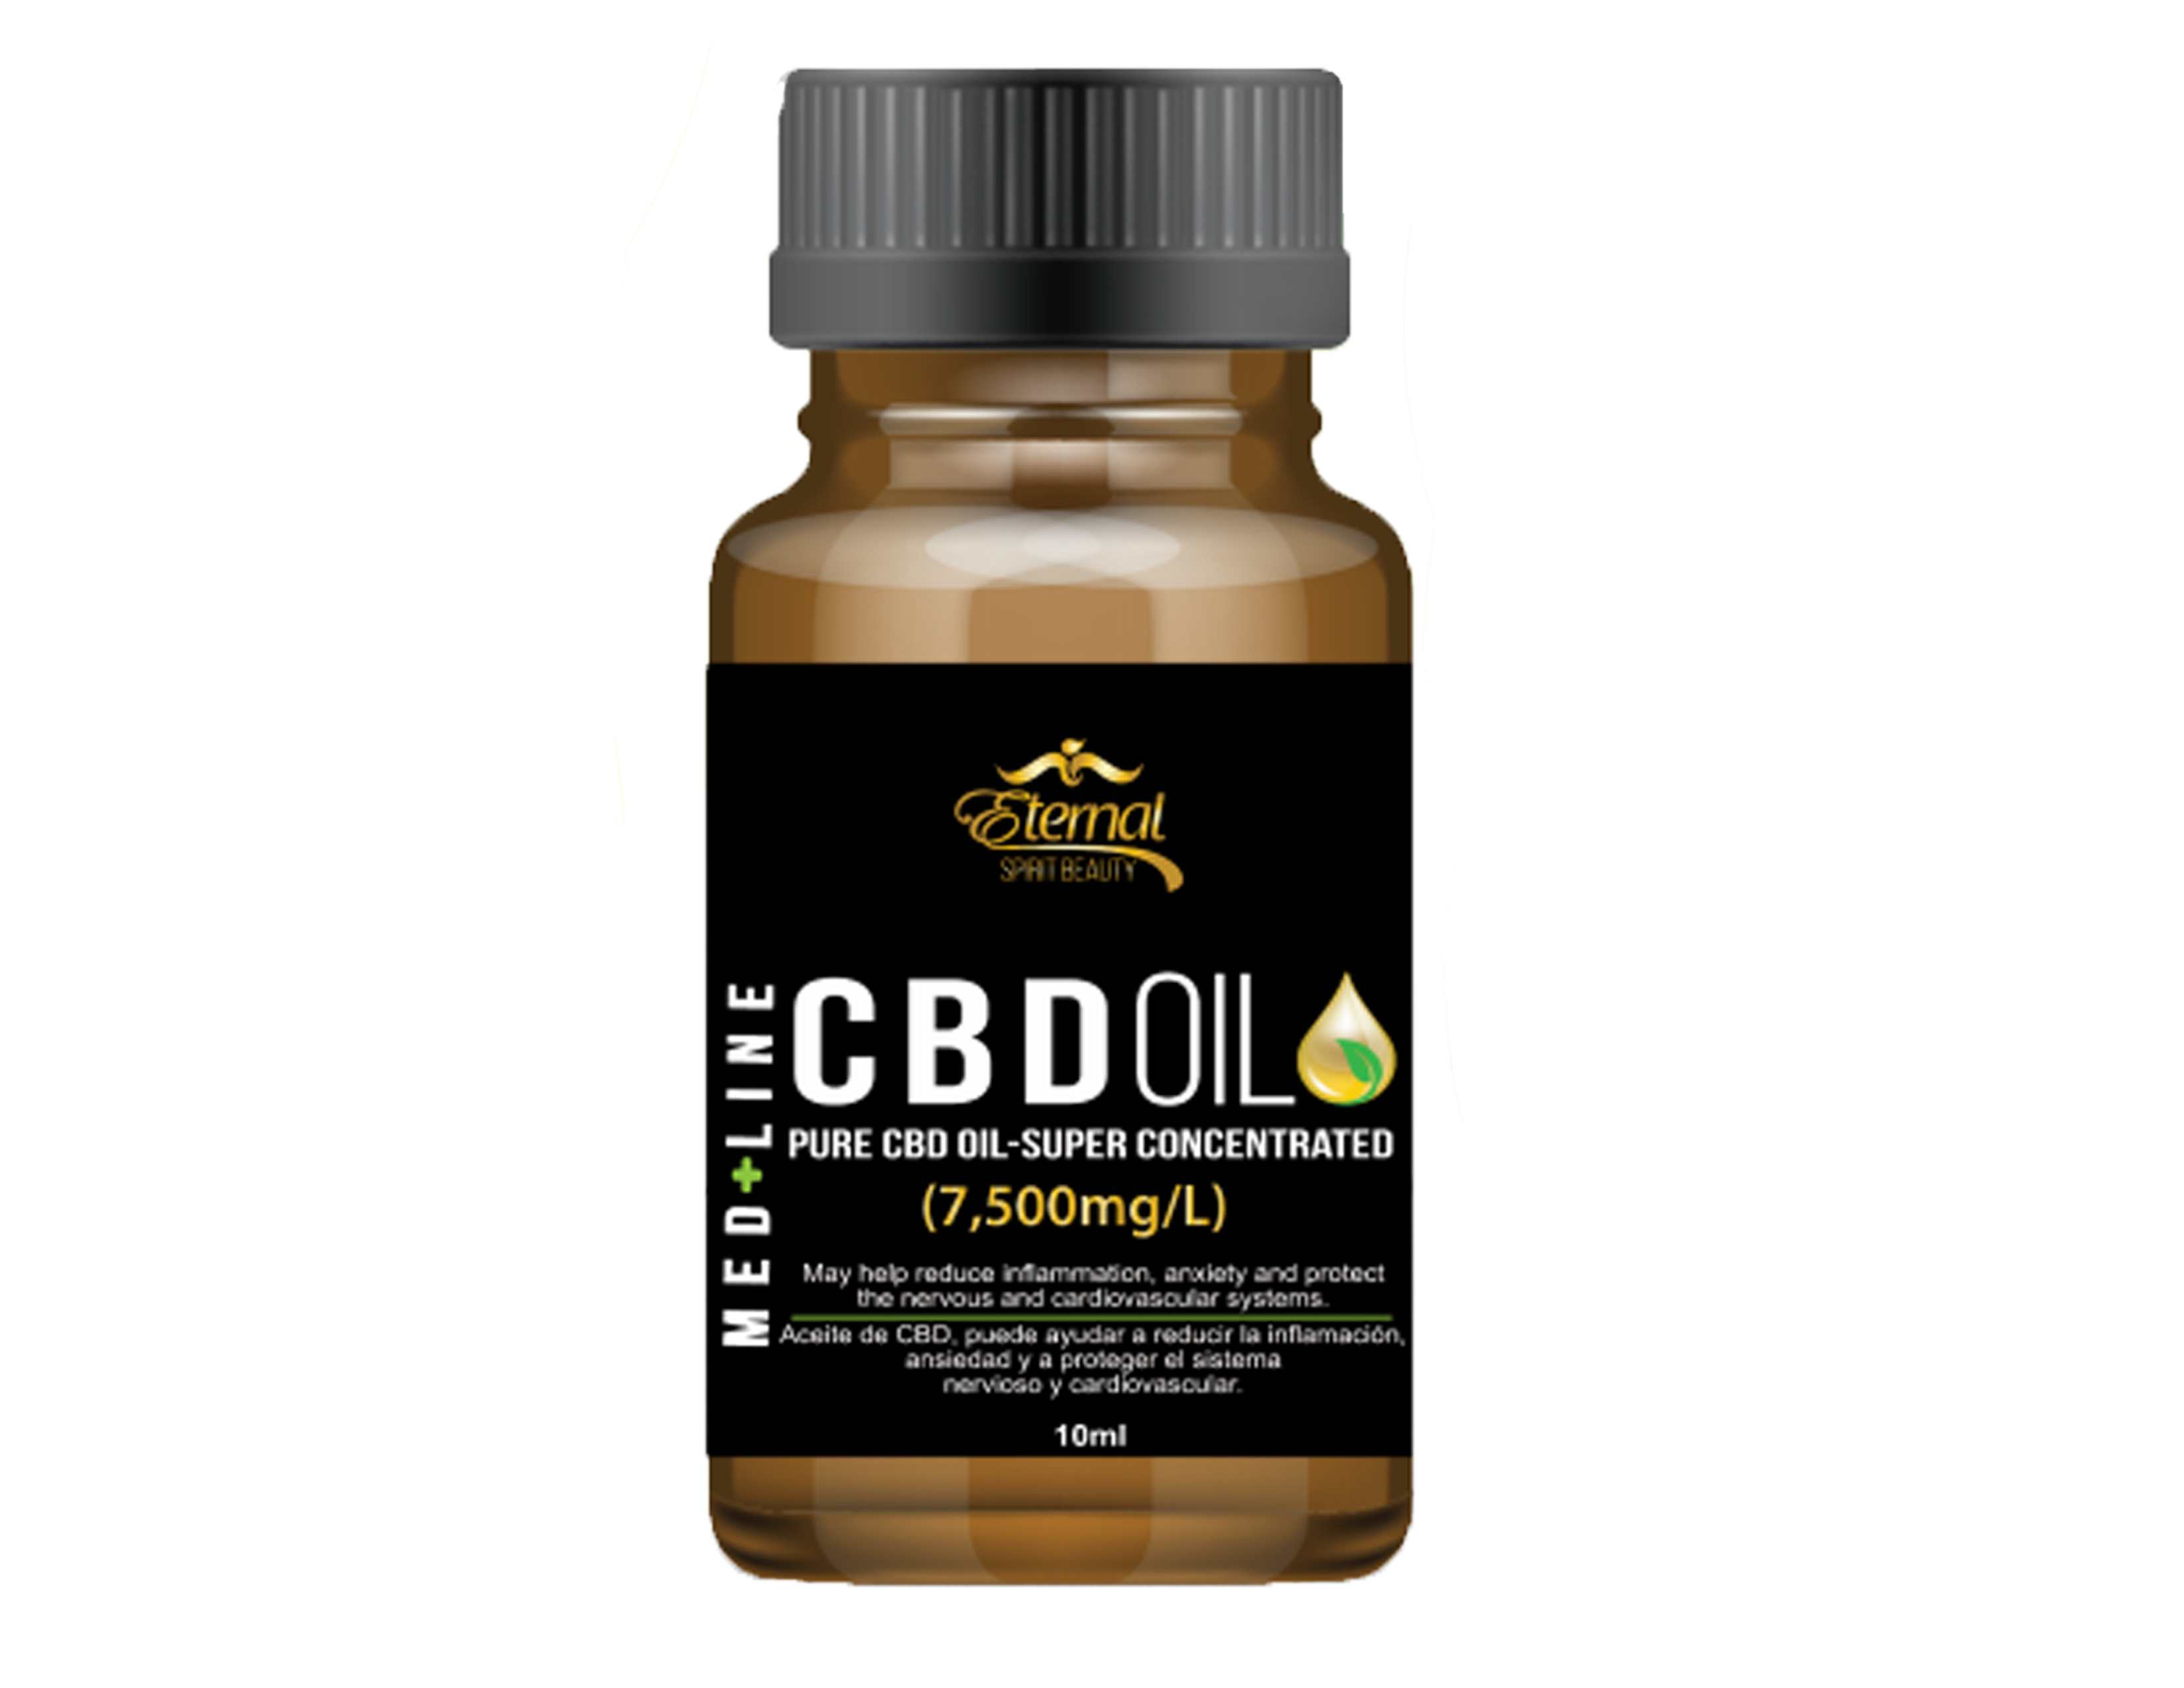 Eternal
SPIRIT BEAUTY
MED+LINE
CBD OIL
PURE CBD OIL-SUPER CONCENTRATED
(7,500mg/L)
May help reduce inflammation, anxiety and protect
the nervous and cardiovascular systems.
Aceite de CBD, puede ayudar a reducir la inflamación,
ansiedad y a proteger el sistema
nervioso y cardiovascular.
10ml